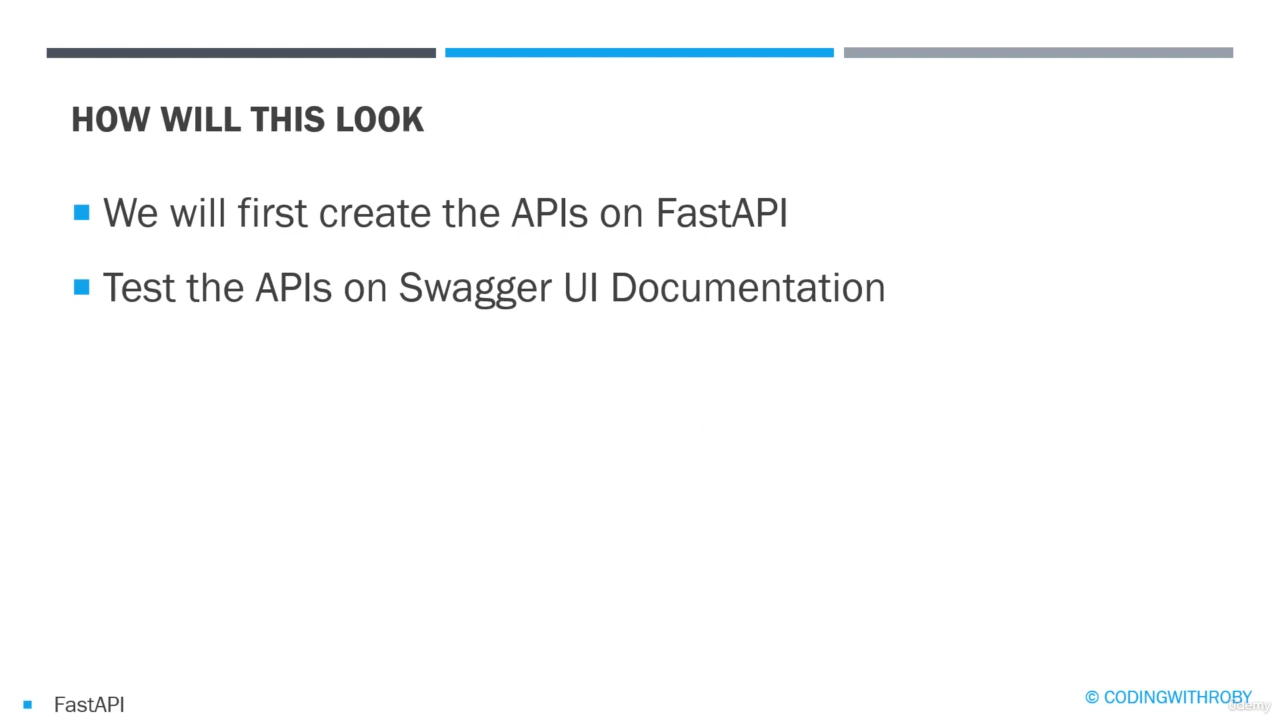 HOW WILL THIS LOOK
We will first create the APIs on FastAPI
Test the APIs on Swagger UI Documentation
FastAPI
© CODINGWITHROBY
udemy